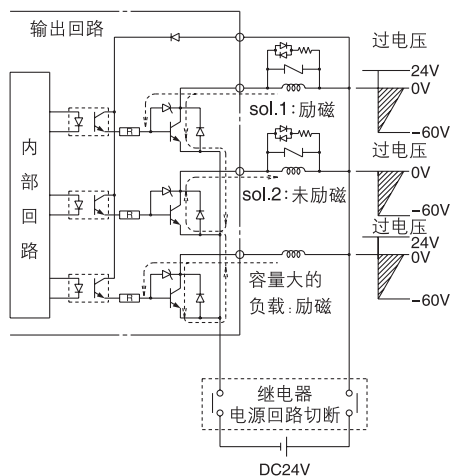 输出回路
过电压
24V
0V
sol.1:励磁
-60V
内部回路
R
过电压
0V
sol.2:未励磁
-60V
R
过电压
24V
0V
容量大的
负载:励磁
-60V
R
继电器
电源回路切断
DC24V